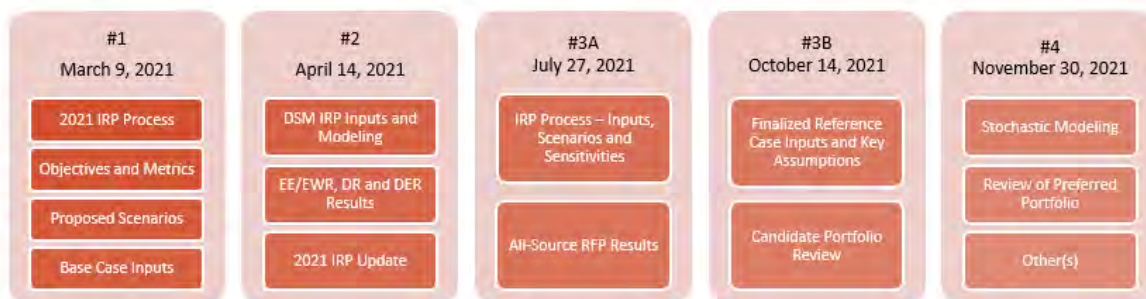 #1
March 9, 2021
2021 IRP Process
Objectives and Metrics
Proposed Scenarios
Base Case Inputs
#2
April 14, 2021
DSM IRP Inputs and
Modeling
EE/EWR, DR and DER
Results
2021 IRP Update
#3A
July 27, 2021
IRP Process – Inputs,
Scenarios and
Sensitivities
All-Source RFP Results
#3B
October 14, 2021
Finalized Reference
Case Inputs and Key
Assumptions
Candidate Portfolio
Review
#4
November 30, 2021
Stochastic Modeling
Review of Preferred
Portfolio
Other(s)